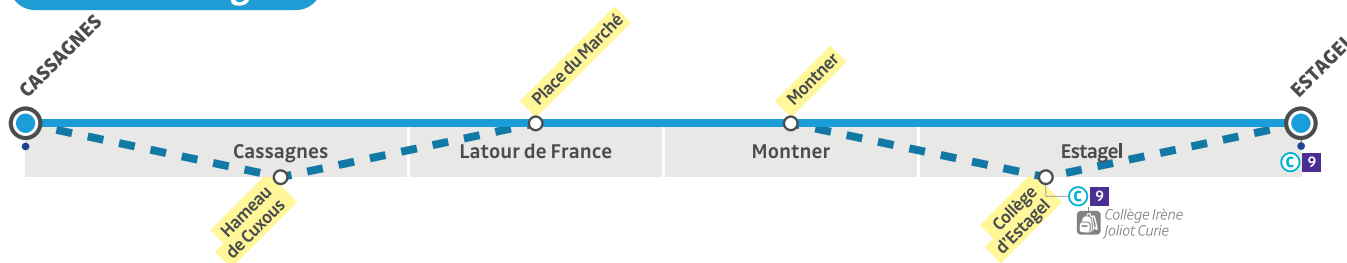 CASSAGNES
Place du Marché
Montner
ESTAGEL
Cassagnes
Latour de France
Montner
Estagel
C 9
Hameau
de Cuxous
Collège
d'Estagel
C 9
Collège Irène
Joliot Curie